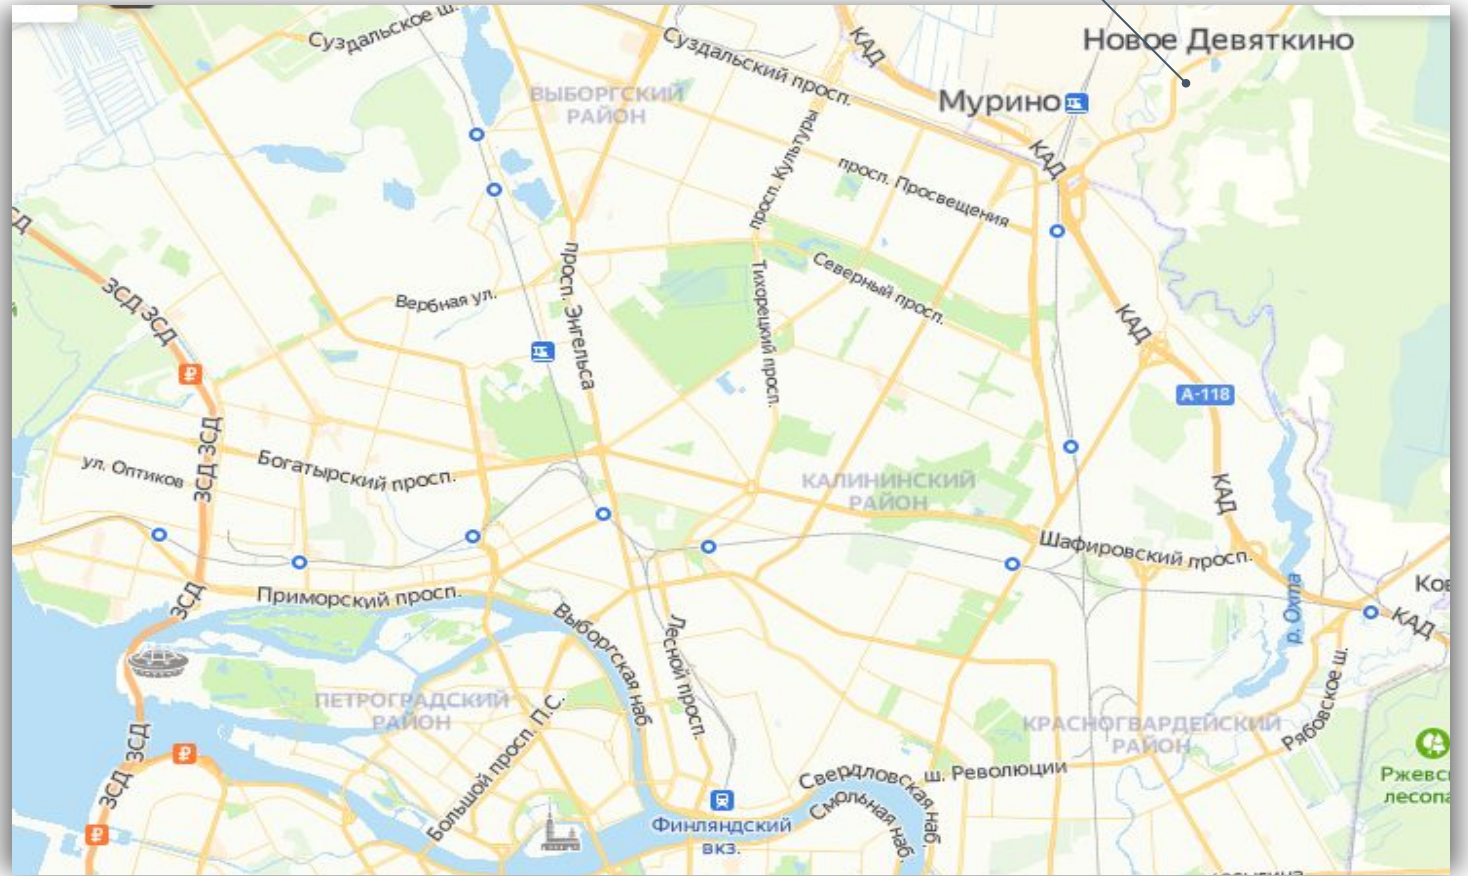 Суздальское ш.
КАД
Новое Девяткино
Суздальский просп.
ВЫБОРГСКИЙ
РАЙОН
Мурино
КАД
просп. Культуры
просп. Просвещения
ЗСД
ЗСД
просп. Энгельса
Вербная ул.
Тихорецкий просп.
Северный просп.
КАД
₽
А-118
ЗСД ЗСД
Богатырский просп.
ул. Оптиков
КАЛИНИНСКИЙ
РАЙОН
КАД
Шафировский просп.
р. Охта
КАД
ЗСД
Приморский просп.
Выборгская наб.
Лесной просп.
ПЕТРОГРАДСКИЙ
РАЙОН
Большой просп. П.С.
КРАСНОГВАРДЕЙСКИЙ
РАЙОН
Рябовское ш.
₽
ЗСД ЗСД
Свердловская наб.
ш. Революции
Смольная наб.
Финляндский
вкз.
₽